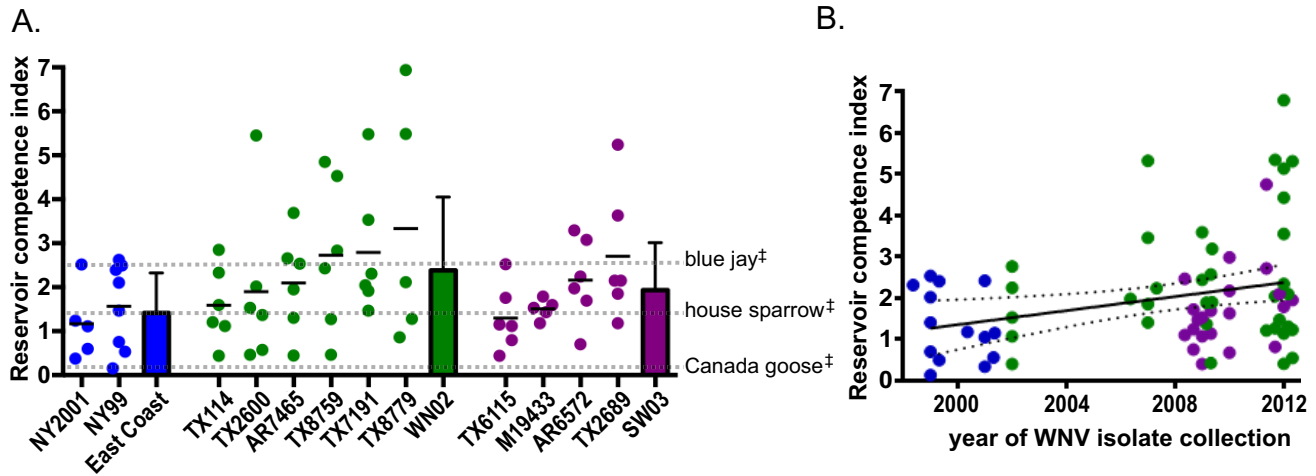 A.
Reservoir competence index
7
6
5
4
3
2
1
0
blue jay‡
house sparrow‡
Canada goose‡
NY2001
NY99
East Coast
TX114
TX2600
AR7465
TX8759
TX7191
TX8779
WN02
TX6115
M19433
AR6572
TX2689
SW03
B.
Reservoir competence index
7
6
5
4
3
2
1
0
2000
2004
2008
2012
year of WNV isolate collection